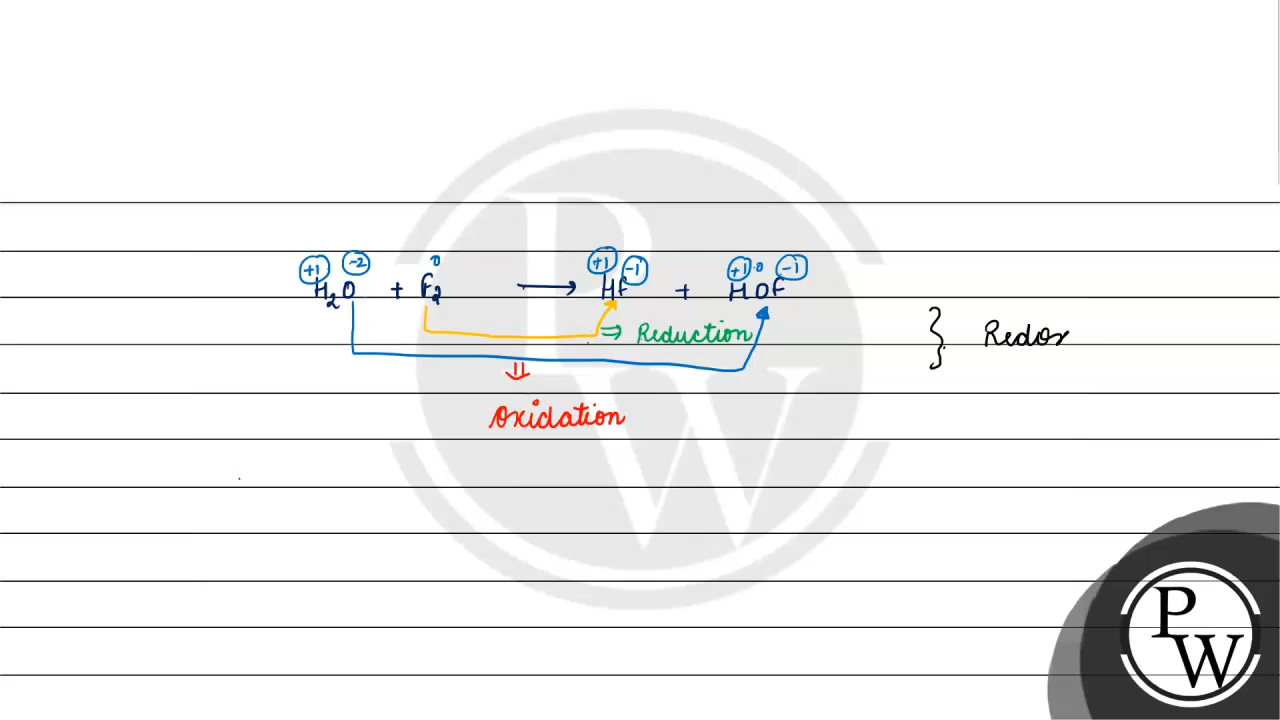 +1 -2 0 +1 -1 +1 0 -1
H₂O + F₂ ⟶ Hf + HOF
⇒ Reduction
} Redox
⇓
Oxidation
P
W
P
W